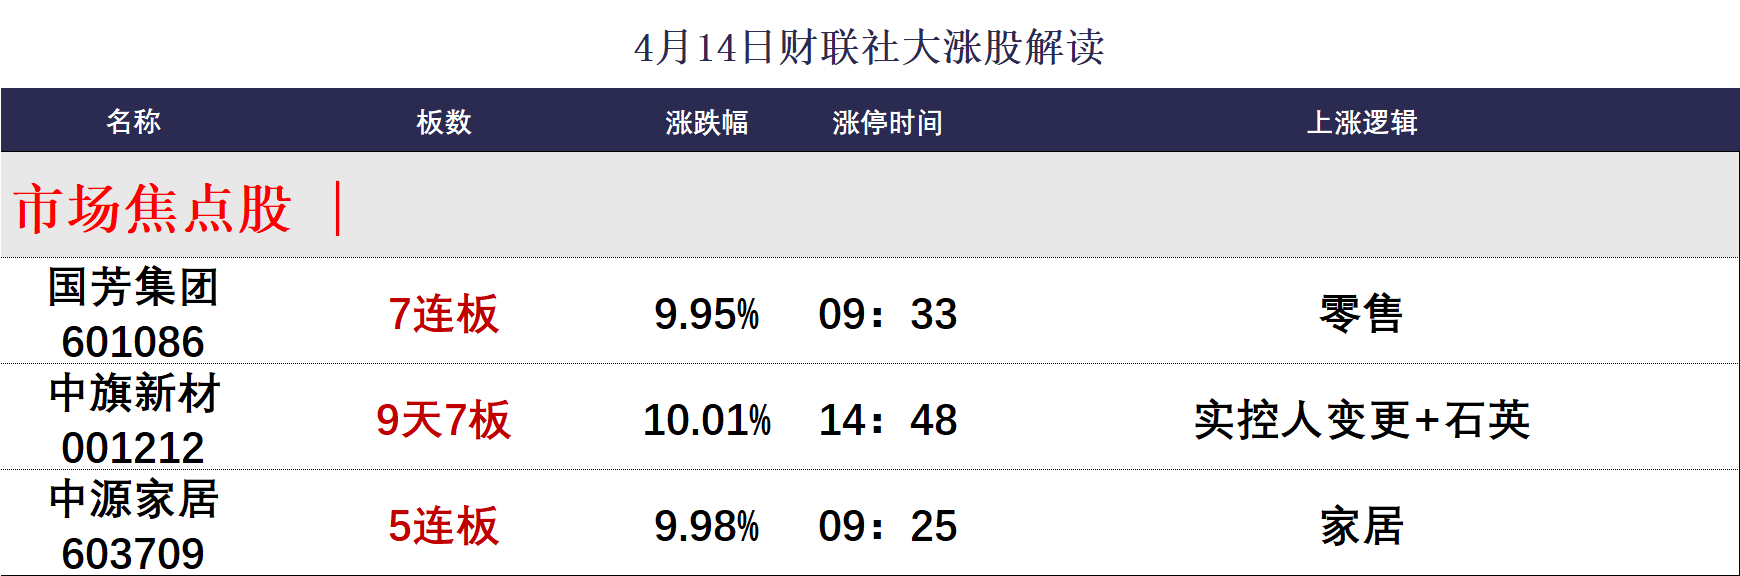 4月14日财联社大涨股解读
名称 板数 涨跌幅 涨停时间 上涨逻辑
市场焦点股 ｜
国芳集团
601086 7连板 9.95% 09：33 零售
中旗新材
001212 9天7板 10.01% 14：48 实控人变更+石英
中源家居
603709 5连板 9.98% 09：25 家居